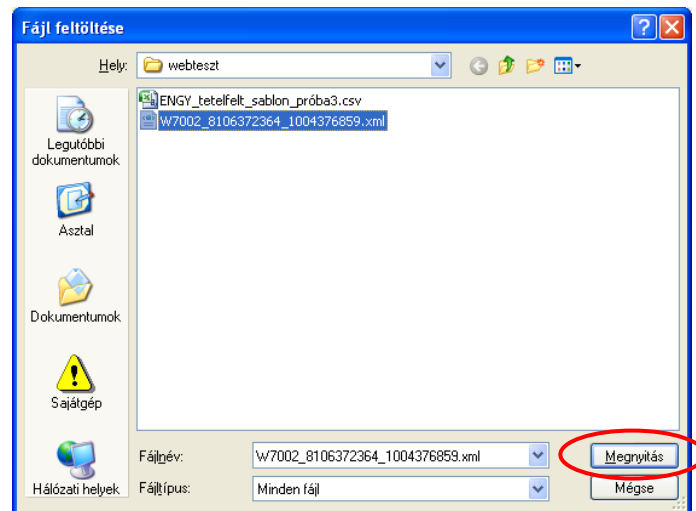 Fájl feltöltése
Hely:
webteszt
ENGY_tetelfelt_sablon_próba3.csv
W7002_8106372364_1004376859.xml
Legutóbbi
dokumentumok
Asztal
Dokumentumok
Sajátgép
Hálózati helyek
Fájlnév:
W7002_8106372364_1004376859.xml
Megnyitás
Fájltípus:
Minden fájl
Mégse